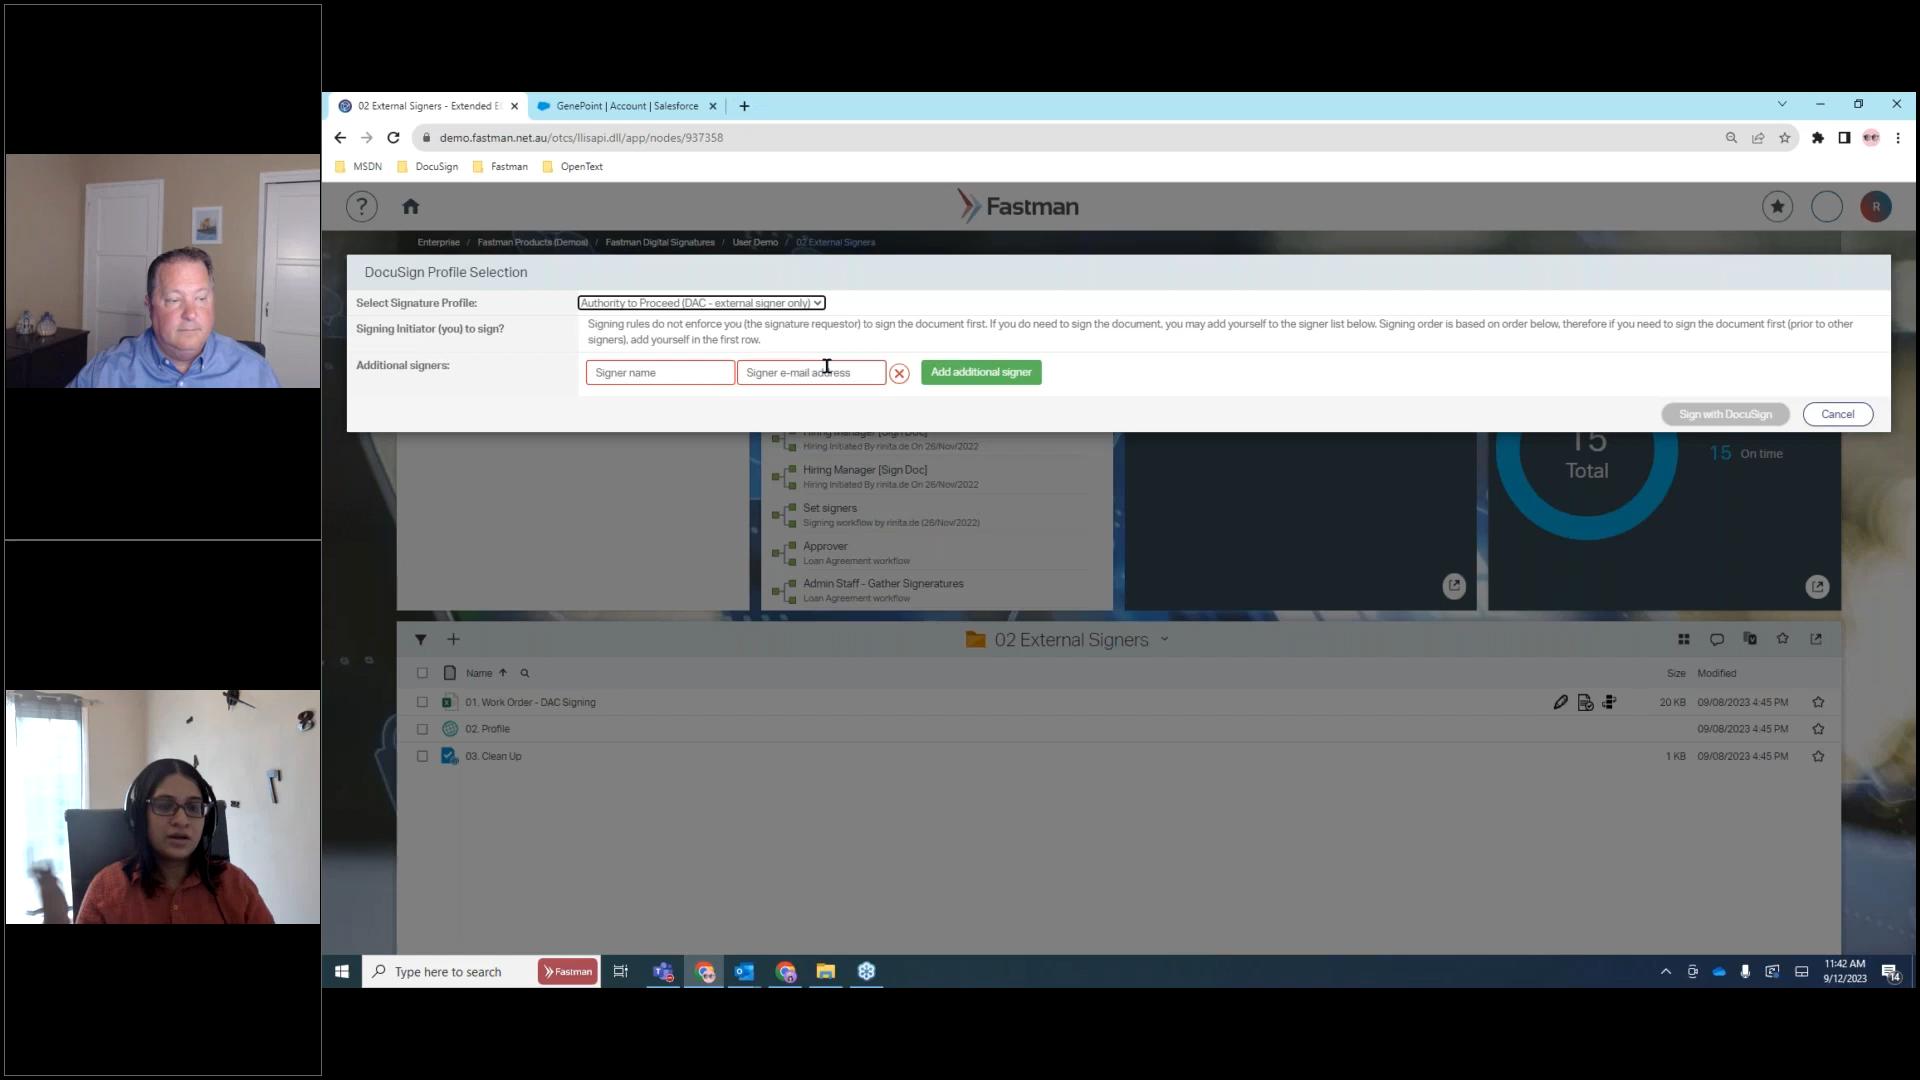 02 External Signers - Extended E
GenePoint | Account | Salesforce
demo.fastman.net.au/otcs/llisapi.dll/app/nodes/937358
MSDN
DocuSign
Fastman
OpenText
?
Fastman
R
Enterprise / Fastman Products (Demos) / Fastman Digital Signatures / User Demo / 02 External Signers
DocuSign Profile Selection
Select Signature Profile:
Authority to Proceed (DAC - external signer only)
Signing Initiator (you) to sign?
Signing rules do not enforce you (the signature requestor) to sign the document first. If you do need to sign the document, you may add yourself to the signer list below. Signing order is based on order below, therefore if you need to sign the document first (prior to other
signers), add yourself in the first row.
Additional signers:
Signer name
Signer e-mail address
Add additional signer
Sign with DocuSign
Cancel
Hiring Manager [Sign Doc]
Hiring Initiated By rinita.de On 26/Nov/2022
Hiring Manager [Sign Doc]
Hiring Initiated By rinita.de On 26/Nov/2022
Set signers
Signing workflow by rinita.de (26/Nov/2022)
Approver
Loan Agreement workflow
Admin Staff - Gather Signeratures
Loan Agreement workflow
15
Total
15 On time
02 External Signers
Name
Size
Modified
01. Work Order - DAC Signing
20 KB
09/08/2023 4:45 PM
02. Profile
09/08/2023 4:45 PM
03. Clean Up
1 KB
09/08/2023 4:45 PM
Type here to search
Fastman
11:42 AM
9/12/2023
14